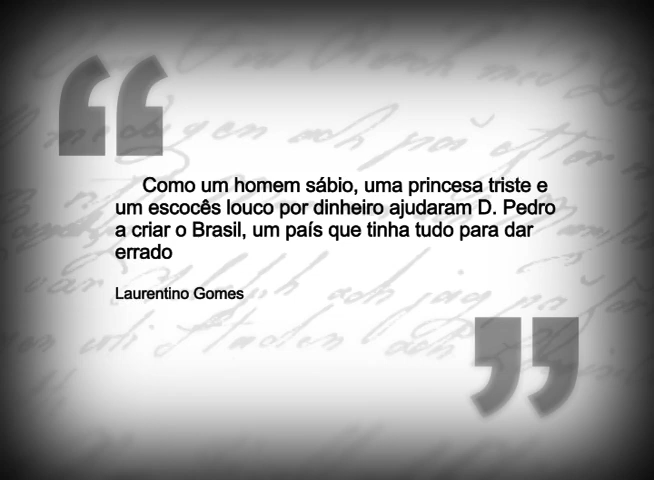 Como um homem sábio, uma princesa triste e
um escocês louco por dinheiro ajudaram D. Pedro
a criar o Brasil, um país que tinha tudo para dar
errado
Laurentino Gomes